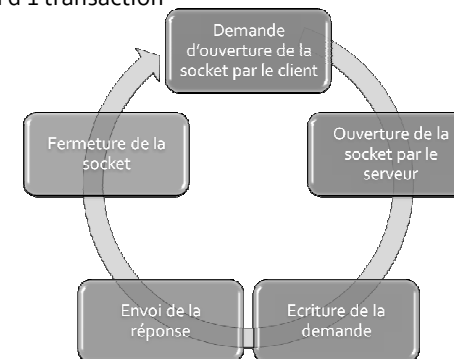 d'1 transaction
Demande
d'ouverture de la
socket par le client
Ouverture de la
socket par le
serveur
Ecriture de la
demande
Envoi de la
réponse
Fermeture de la
socket